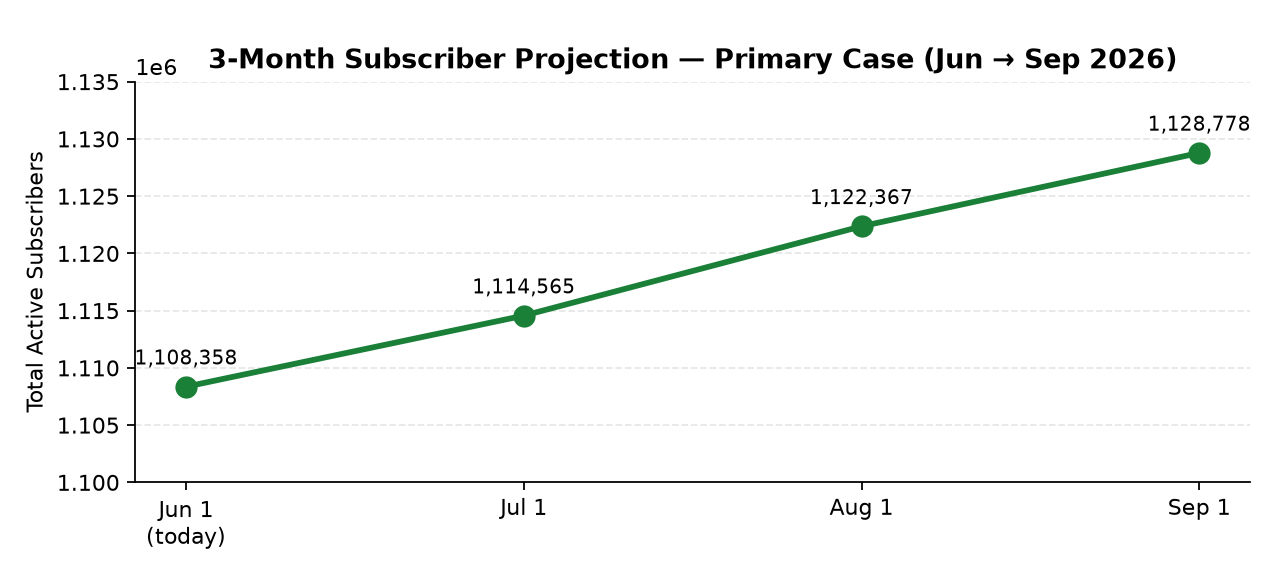 3-Month Subscriber Projection — Primary Case (Jun → Sep 2026)
1e6
1.135
1.130
1.125
1.120
1.115
1.110
1.105
1.100
Total Active Subscribers
1,108,358
1,114,565
1,122,367
1,128,778
Jun 1
(today)
Jul 1
Aug 1
Sep 1